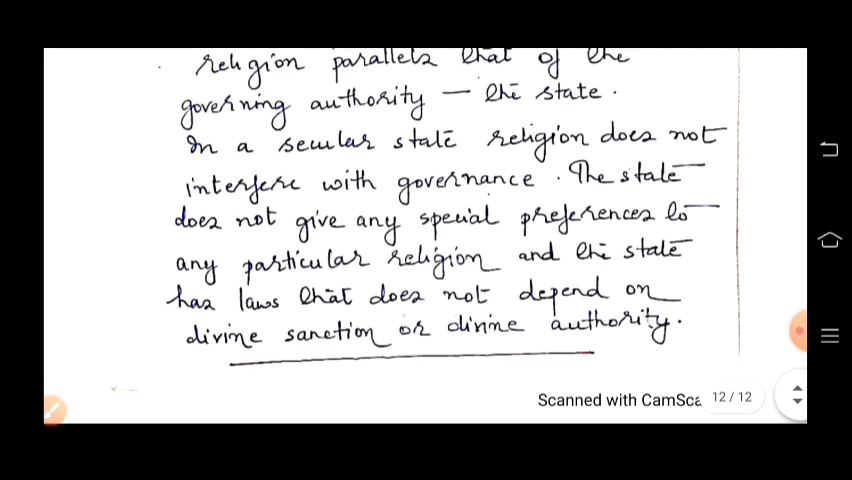 religion parallels that of the
governing authority — the state.
In a secular state religion does not
interfere with governance. The state
does not give any special preferences to
any particular religion and the state
has laws that does not depend on
divine sanction or divine authority.
Scanned with CamSca
12 / 12